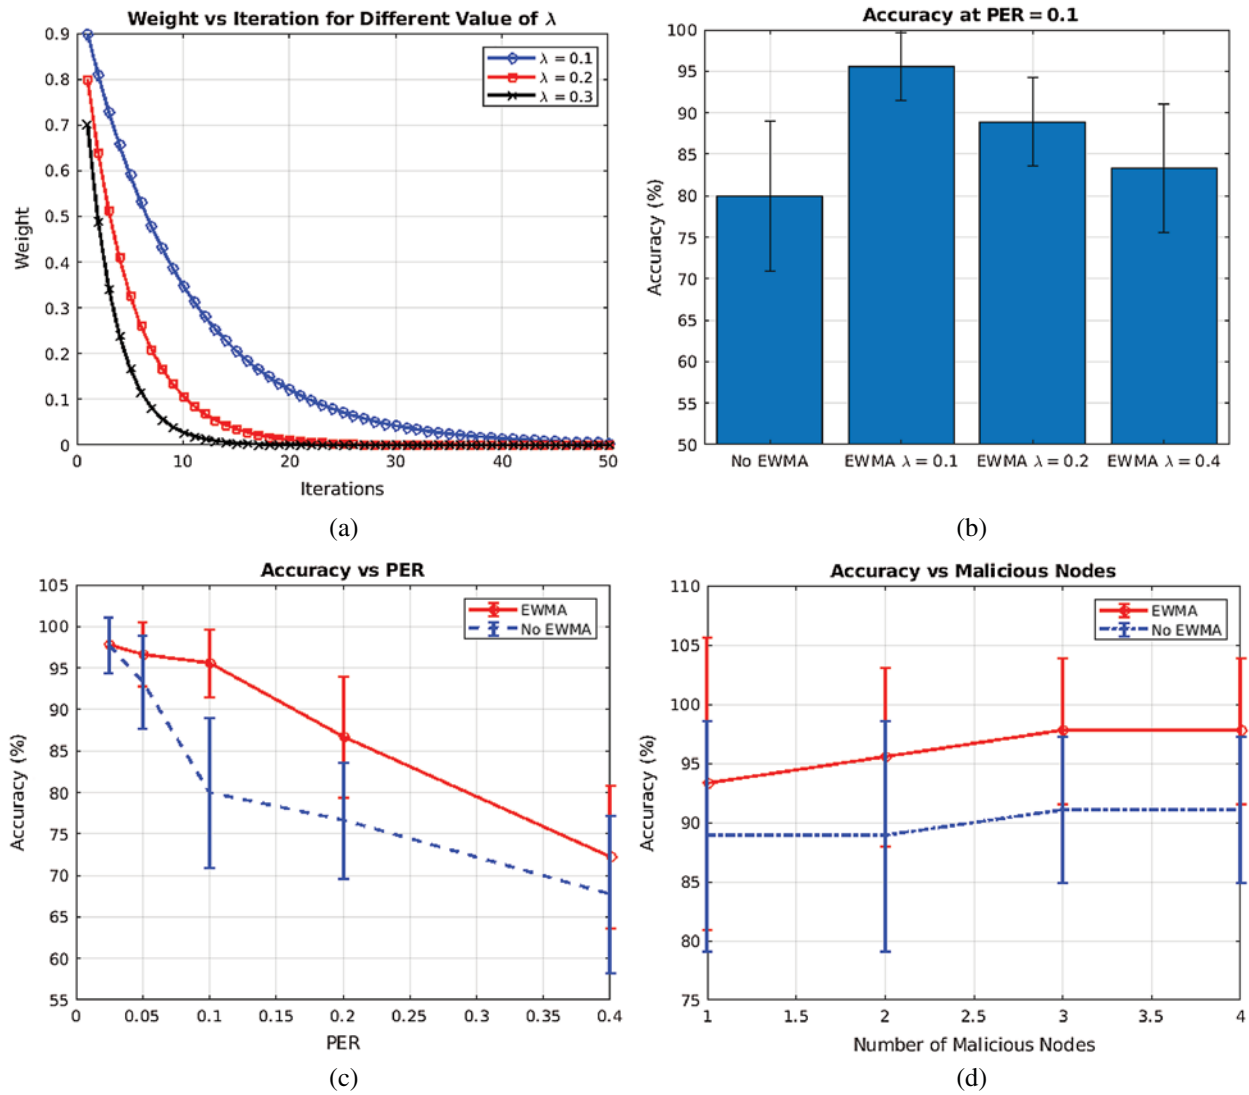 Weight vs Iteration for Different Value of λ
0.9
0.8
0.7
0.6
0.5
0.4
0.3
0.2
0.1
0
Weight
λ = 0.1
λ = 0.2
λ = 0.3
0 10 20 30 40 50
Iterations
(a)
Accuracy at PER = 0.1
100
95
90
85
80
75
70
65
60
55
50
Accuracy (%)
No EWMA EWMA λ = 0.1 EWMA λ = 0.2 EWMA λ = 0.4
(b)
Accuracy vs PER
105
100
95
90
85
80
75
70
65
60
55
Accuracy (%)
EWMA
No EWMA
0 0.05 0.1 0.15 0.2 0.25 0.3 0.35 0.4
PER
(c)
Accuracy vs Malicious Nodes
110
105
100
95
90
85
80
75
Accuracy (%)
EWMA
No EWMA
1 1.5 2 2.5 3 3.5 4
Number of Malicious Nodes
(d)